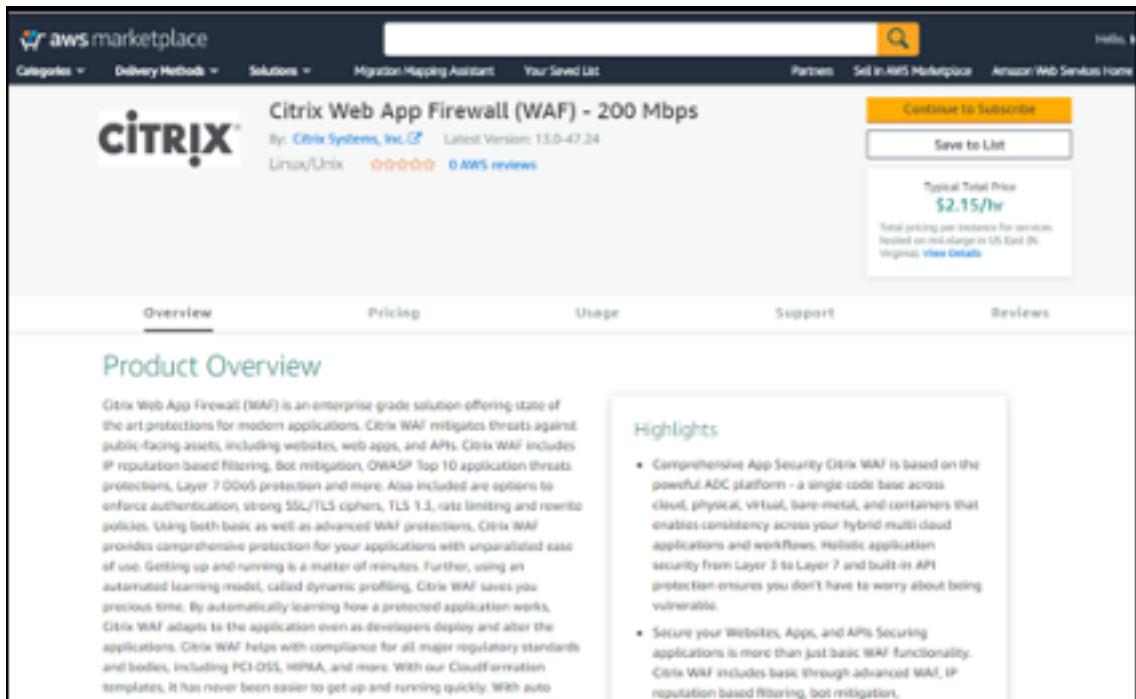 aws marketplace
Hello,
Categories
Delivery Methods
Solutions
Migration Mapping Assistant
Your Saved List
Partners
Sell in AWS Marketplace
Amazon Web Services Home
CITRIX
Citrix Web App Firewall (WAF) - 200 Mbps
By: Citrix Systems, Inc. Latest Version: 13.0-47.24
Linux/Unix 0 AWS reviews
Continue to Subscribe
Save to List
Typical Total Price
$2.15/hr
Total pricing per instance for services
hosted on m4.xlarge in US East (N.
Virginia). View Details
Overview
Pricing
Usage
Support
Reviews
Product Overview
Citrix Web App Firewall (WAF) is an enterprise grade solution offering state of
the art protections for modern applications. Citrix WAF mitigates threats against
public-facing assets, including websites, web apps, and APIs. Citrix WAF includes
IP reputation based filtering, Bot mitigation, OWASP Top 10 application threats
protections, Layer 7 DDoS protection and more. Also included are options to
enforce authentication, strong SSL/TLS ciphers, TLS 1.3, rate limiting and rewrite
policies. Using both basic as well as advanced WAF protections, Citrix WAF
provides comprehensive protection for your applications with unparalleled ease
of use. Getting up and running is a matter of minutes. Further, using an
automated learning model, called dynamic profiling, Citrix WAF saves you
precious time. By automatically learning how a protected application works,
Citrix WAF adapts to the application even as developers deploy and alter the
applications. Citrix WAF helps with compliance for all major regulatory standards
and bodies, including PCI-DSS, HIPAA, and more. With our CloudFormation
templates, it has never been easier to get up and running quickly. With auto
Highlights
• Comprehensive App Security Citrix WAF is based on the
powerful ADC platform - a single code base across
cloud, physical, virtual, bare-metal, and containers that
enables consistency across your hybrid multi cloud
applications and workflows. Holistic application
security from Layer 3 to Layer 7 and built-in API
protection ensures you don't have to worry about being
vulnerable.
• Secure your Websites, Apps, and APIs Securing
applications is more than just basic WAF functionality.
Citrix WAF includes basic through advanced WAF, IP
reputation based filtering, bot mitigation,